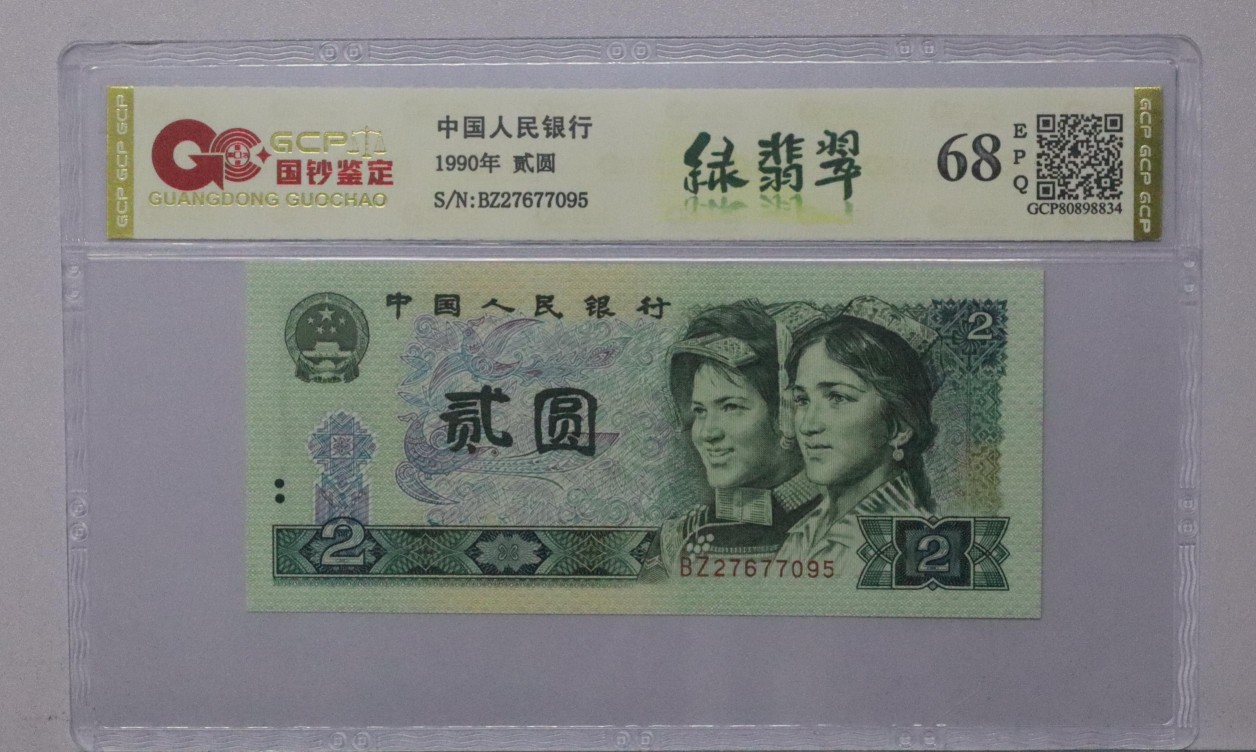 GCP GCP GCP
GCP
国钞鉴定
GUANGDONG GUOCHAO
中国人民银行
1990年 贰圆
S/N:BZ27677095
绿翡翠
68
E
P
Q
GCP80898834
GCP GCP GCP
中国人民银行
2
贰圆
2
BZ27677095
2